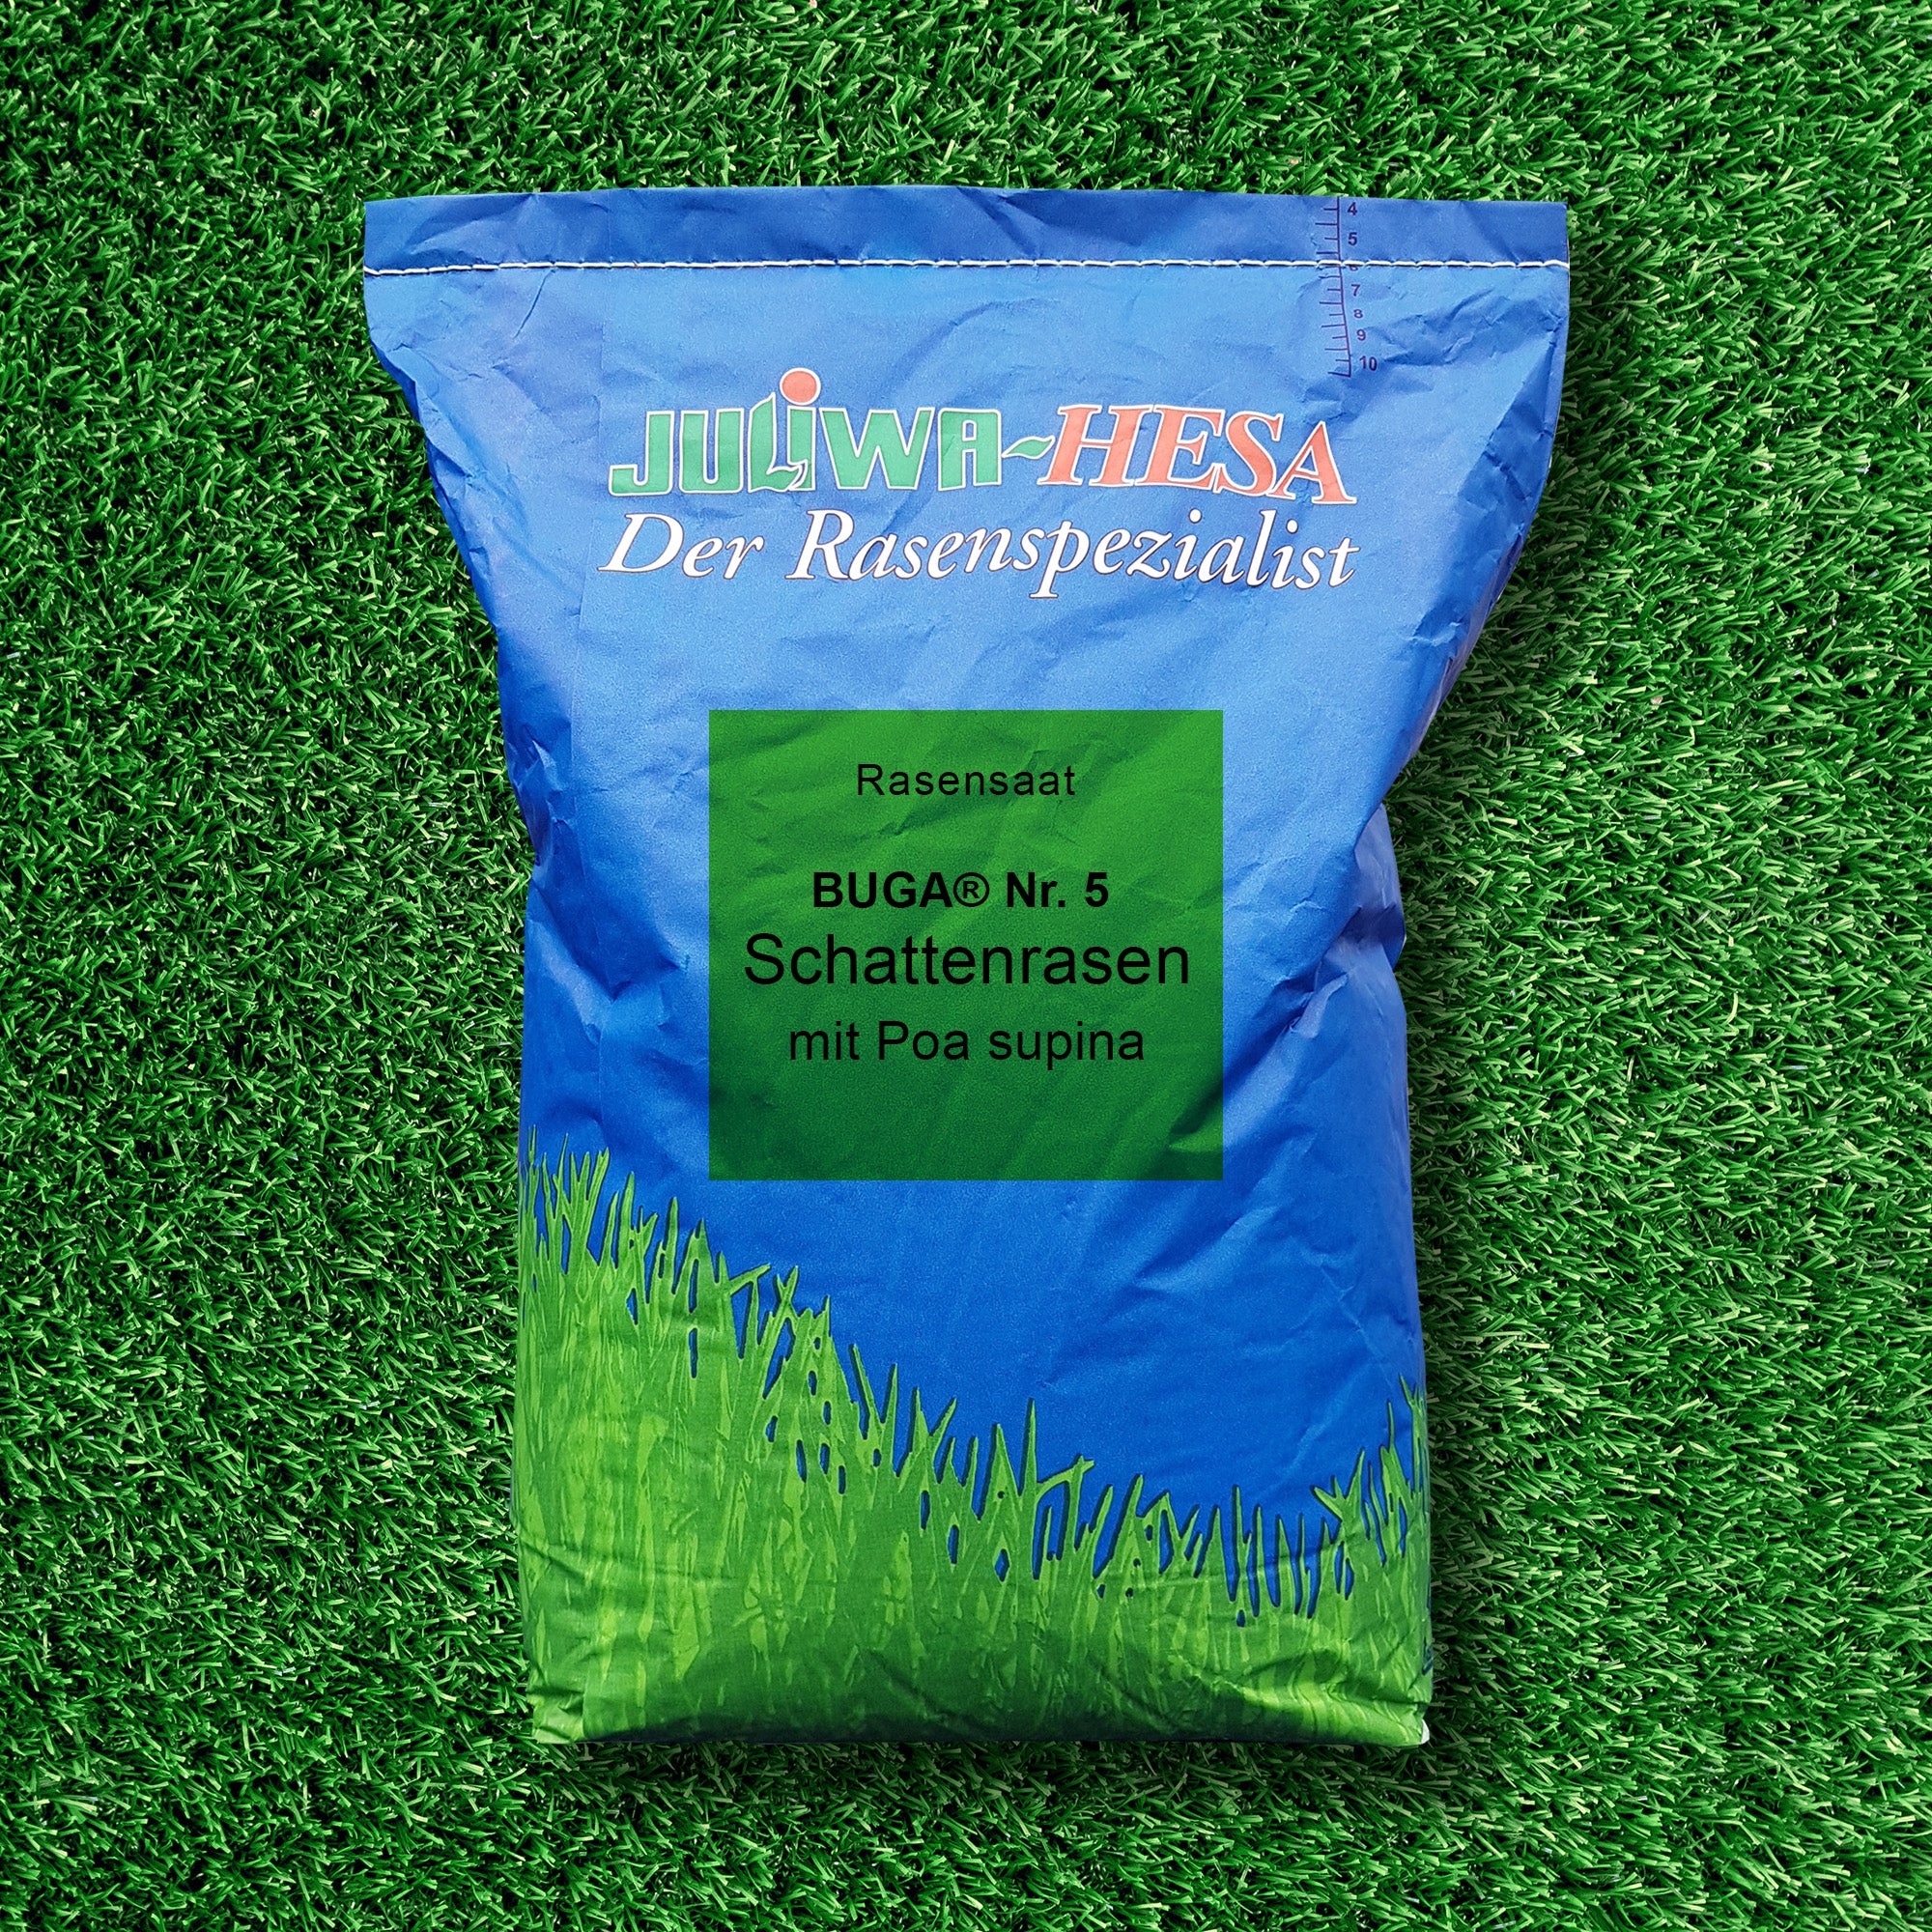 4
5
6
7
8
9
10
JULiWA-HESA
Der Rasenspezialist
Rasensaat
BUGA® Nr. 5
Schattenrasen
mit Poa supina